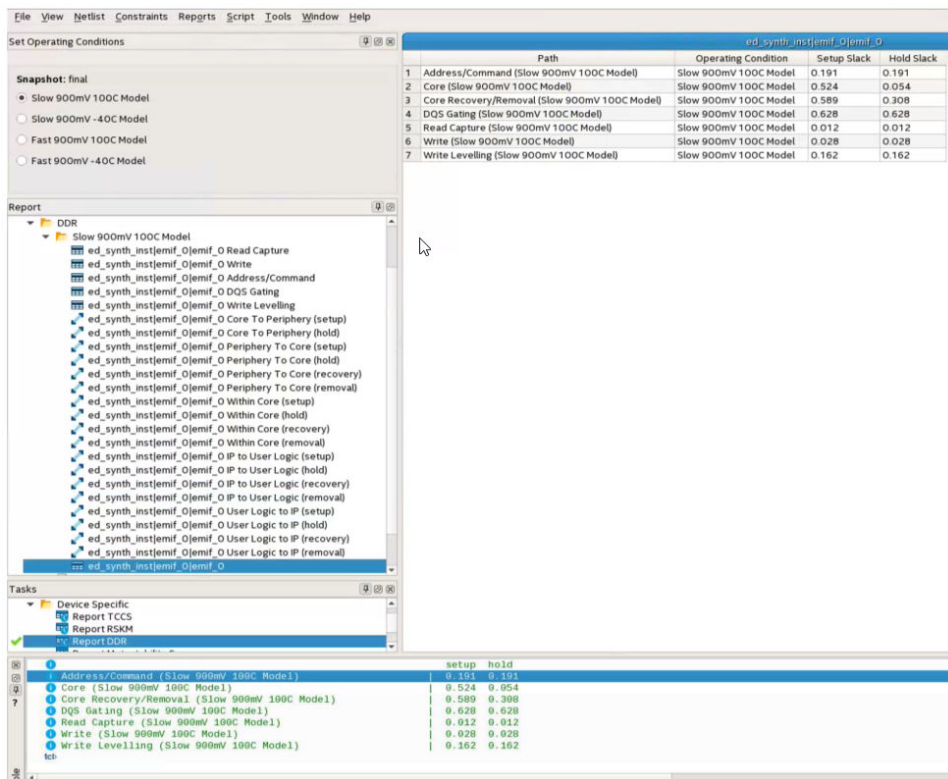 File View Netlist Constraints Reports Script Tools Window Help
Set Operating Conditions
Snapshot: final
Slow 900mV 100C Model
Slow 900mV -40C Model
Fast 900mV 100C Model
Fast 900mV -40C Model
Report
DDR
Slow 900mV 100C Model
ed_synth_inst|emif_0|emif_0 Read Capture
ed_synth_inst|emif_0|emif_0 Write
ed_synth_inst|emif_0|emif_0 Address/Command
ed_synth_inst|emif_0|emif_0 DQS Gating
ed_synth_inst|emif_0|emif_0 Write Levelling
ed_synth_inst|emif_0|emif_0 Core To Periphery (setup)
ed_synth_inst|emif_0|emif_0 Core To Periphery (hold)
ed_synth_inst|emif_0|emif_0 Periphery To Core (setup)
ed_synth_inst|emif_0|emif_0 Periphery To Core (hold)
ed_synth_inst|emif_0|emif_0 Periphery To Core (recovery)
ed_synth_inst|emif_0|emif_0 Periphery To Core (removal)
ed_synth_inst|emif_0|emif_0 Within Core (setup)
ed_synth_inst|emif_0|emif_0 Within Core (hold)
ed_synth_inst|emif_0|emif_0 Within Core (recovery)
ed_synth_inst|emif_0|emif_0 Within Core (removal)
ed_synth_inst|emif_0|emif_0 IP to User Logic (setup)
ed_synth_inst|emif_0|emif_0 IP to User Logic (hold)
ed_synth_inst|emif_0|emif_0 IP to User Logic (recovery)
ed_synth_inst|emif_0|emif_0 IP to User Logic (removal)
ed_synth_inst|emif_0|emif_0 User Logic to IP (setup)
ed_synth_inst|emif_0|emif_0 User Logic to IP (hold)
ed_synth_inst|emif_0|emif_0 User Logic to IP (recovery)
ed_synth_inst|emif_0|emif_0 User Logic to IP (removal)
ed_synth_inst|emif_0|emif_0
Tasks
Device Specific
Report TCCS
Report RSKM
Report DDR
ed_synth_inst|emif_0|emif_0
Path Operating Condition Setup Slack Hold Slack
1 Address/Command (Slow 900mV 100C Model) Slow 900mV 100C Model 0.191 0.191
2 Core (Slow 900mV 100C Model) Slow 900mV 100C Model 0.524 0.054
3 Core Recovery/Removal (Slow 900mV 100C Model) Slow 900mV 100C Model 0.589 0.308
4 DQS Gating (Slow 900mV 100C Model) Slow 900mV 100C Model 0.628 0.628
5 Read Capture (Slow 900mV 100C Model) Slow 900mV 100C Model 0.012 0.012
6 Write (Slow 900mV 100C Model) Slow 900mV 100C Model 0.028 0.028
7 Write Levelling (Slow 900mV 100C Model) Slow 900mV 100C Model 0.162 0.162
setup hold
Address/Command (Slow 900mV 100C Model) | 0.191 0.191
Core (Slow 900mV 100C Model) | 0.524 0.054
Core Recovery/Removal (Slow 900mV 100C Model) | 0.589 0.308
DQS Gating (Slow 900mV 100C Model) | 0.628 0.628
Read Capture (Slow 900mV 100C Model) | 0.012 0.012
Write (Slow 900mV 100C Model) | 0.028 0.028
Write Levelling (Slow 900mV 100C Model) | 0.162 0.162
tcl>